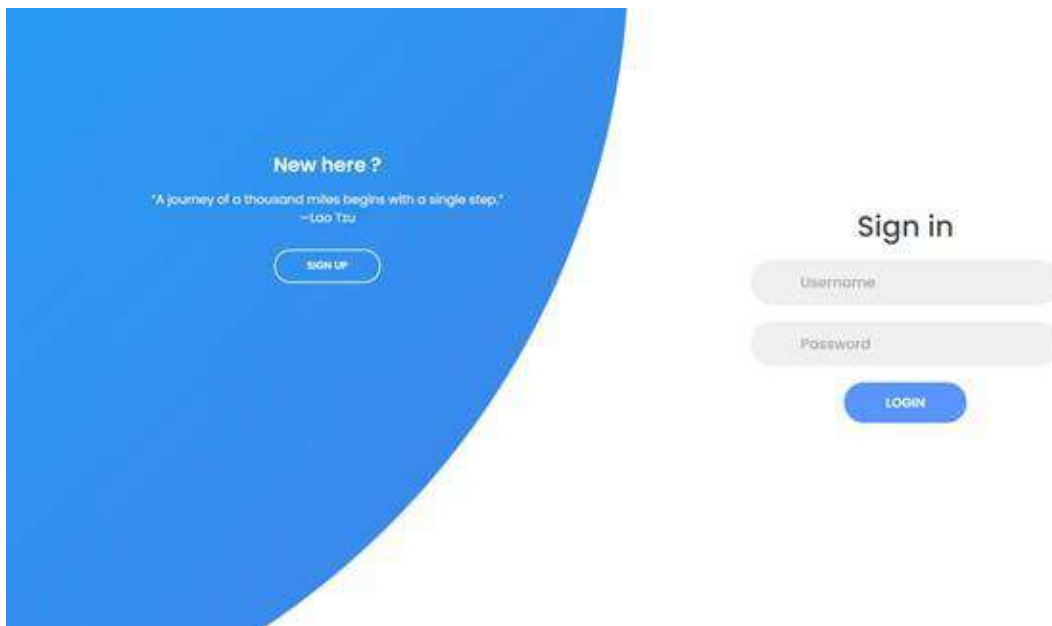 New here ?
"A journey of a thousand miles begins with a single step."
—Lao Tzu
SIGN UP
Sign in
Username
Password
LOGIN